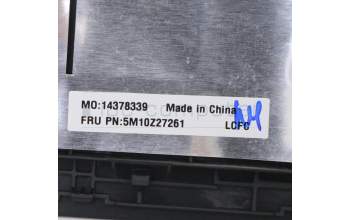 MO:14378339 Made in China
FRU PN:5M10Z27261 LCFC